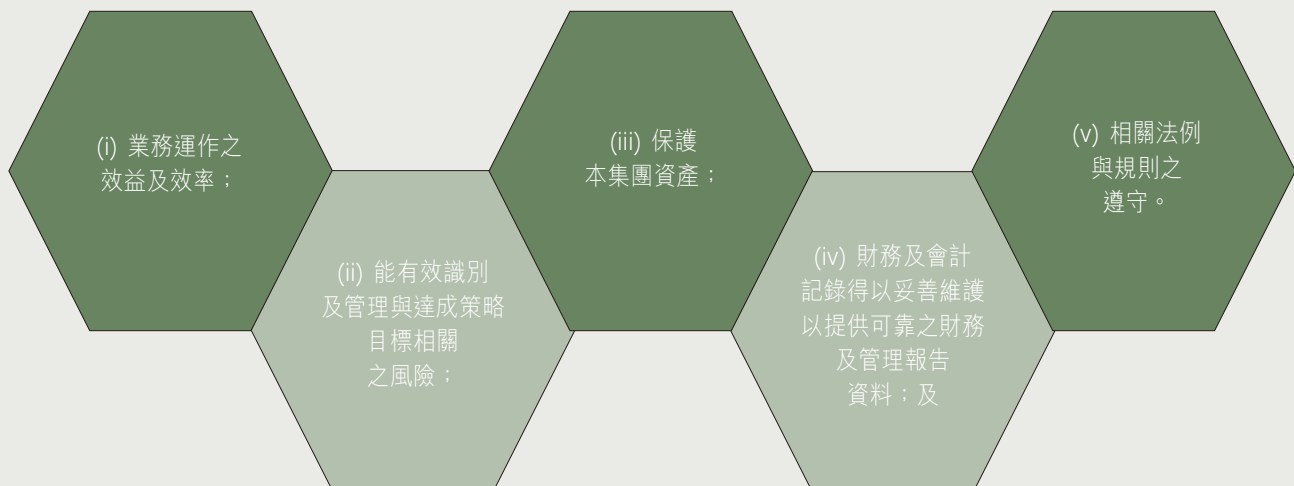 (i) 業務運作之
效益及效率；
(ii) 能有效識別
及管理與達成策略
目標相關
之風險；
(iii) 保護
本集團資產；
(iv) 財務及會計
記錄得以妥善維護
以提供可靠之財務
及管理報告
資料；及
(v) 相關法例
與規則之
遵守。